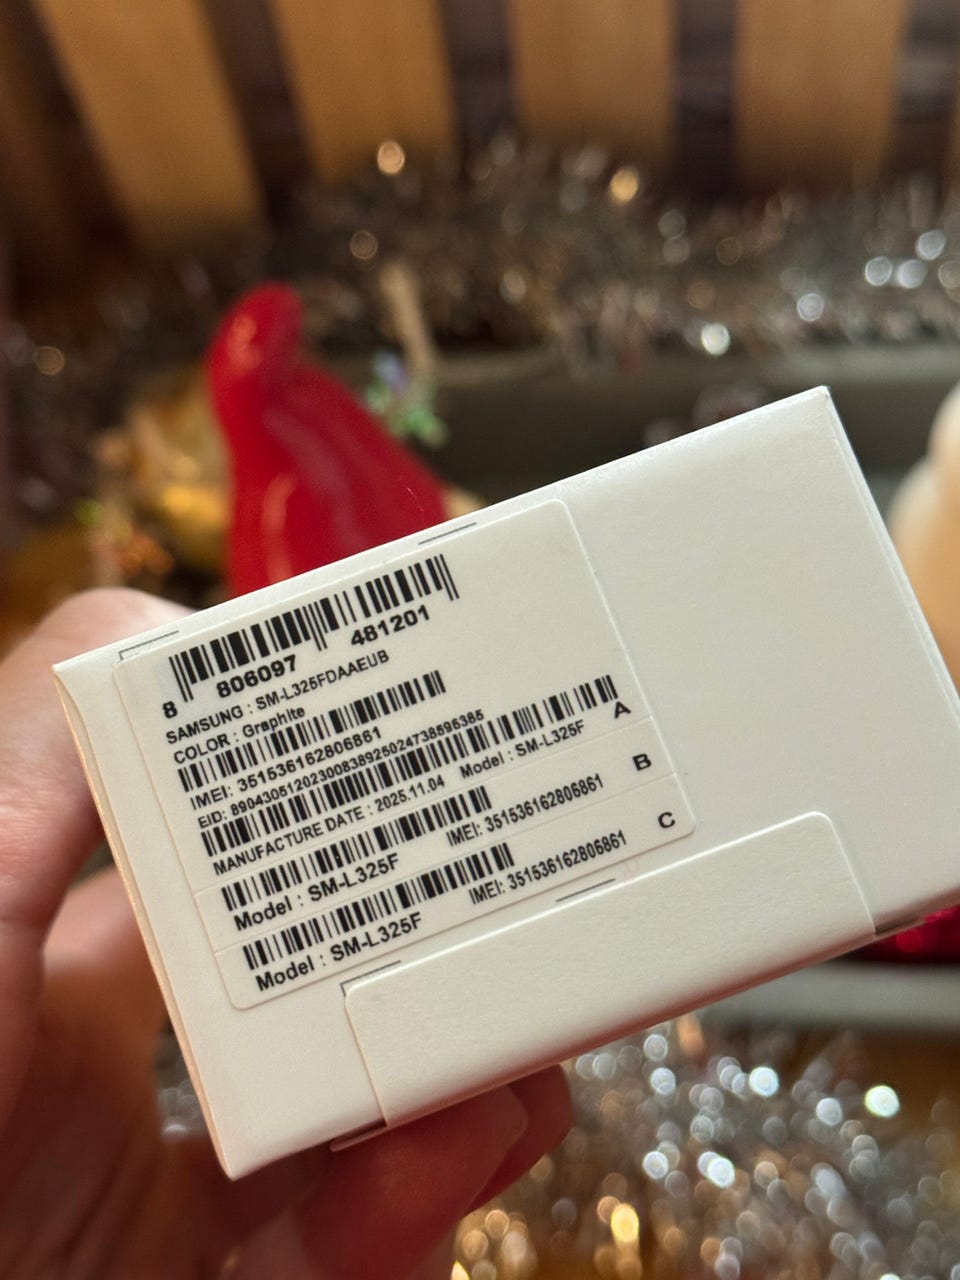 8 806097 481201
SAMSUNG : SM-L325FDAAEUB
COLOR : Graphite
IMEI: 351536162806861
EID: 89043051202300838925024738595385
MANUFACTURE DATE : 2025.11.04 Model : SM-L325F A
Model : SM-L325F IMEI: 351536162806861 B
Model : SM-L325F IMEI: 351536162806861 C